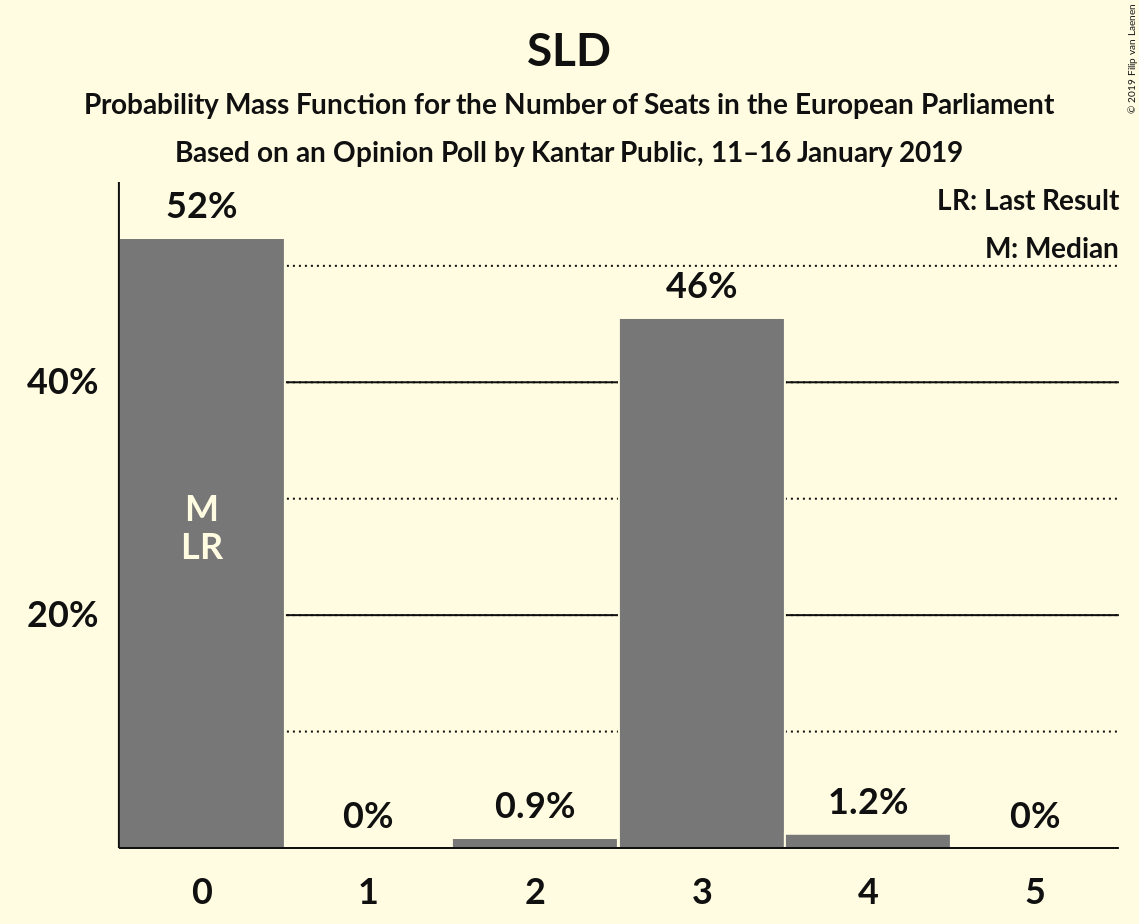 SLD
Probability Mass Function for the Number of Seats in the European Parliament
Based on an Opinion Poll by Kantar Public, 11–16 January 2019
© 2019 Filip van Laenen
LR: Last Result
M: Median
52%
46%
40%
M
LR
20%
0%
0.9%
1.2%
0%
0 1 2 3 4 5